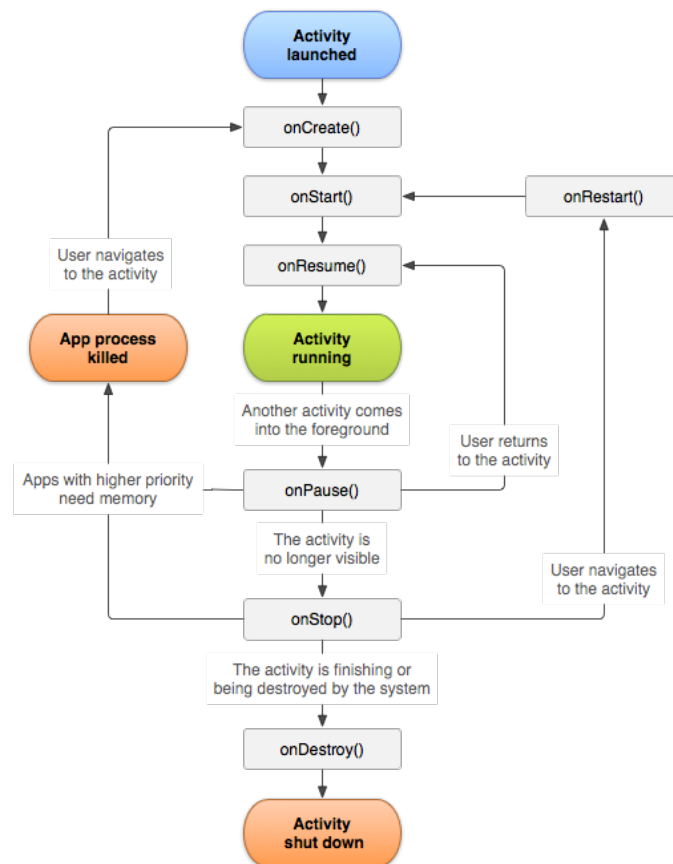 Activity
launched
onCreate()
onStart()
onRestart()
User navigates
to the activity
onResume()
App process
killed
Activity
running
Another activity comes
into the foreground
User returns
to the activity
Apps with higher priority
need memory
onPause()
The activity is
no longer visible
User navigates
to the activity
onStop()
The activity is finishing or
being destroyed by the system
onDestroy()
Activity
shut down